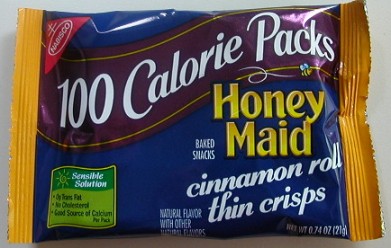 NABISCO
100 Calorie Packs
Honey
Maid
BAKED
SNACKS
cinnamon roll
thin crisps
Sensible
Solution
• 0g Trans Fat
• No Cholesterol
• Good Source of Calcium
Per Pack
NATURAL FLAVOR
WITH OTHER
NATURAL FLAVORS
NET WT 0.74 OZ (21g)